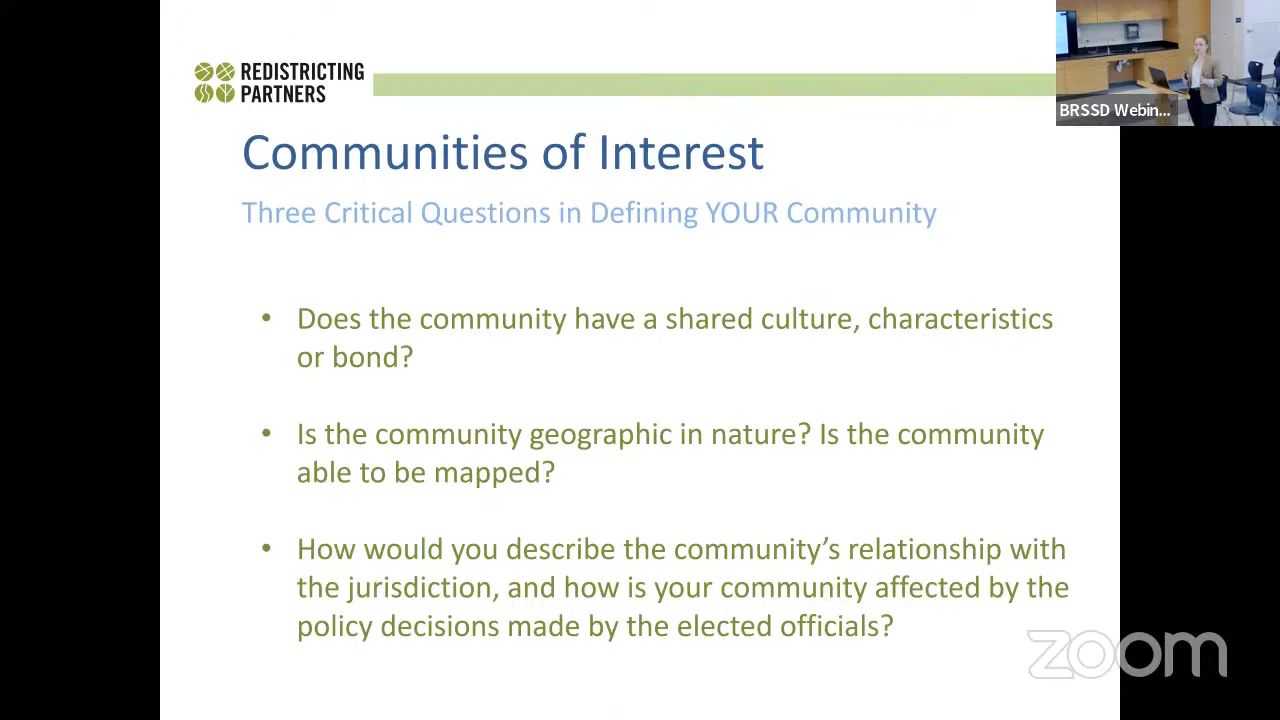 REDISTRICTING
PARTNERS
BRSSD Webin...
Communities of Interest
Three Critical Questions in Defining YOUR Community
• Does the community have a shared culture, characteristics
or bond?
• Is the community geographic in nature? Is the community
able to be mapped?
• How would you describe the community’s relationship with
the jurisdiction, and how is your community affected by the
policy decisions made by the elected officials?
zoom